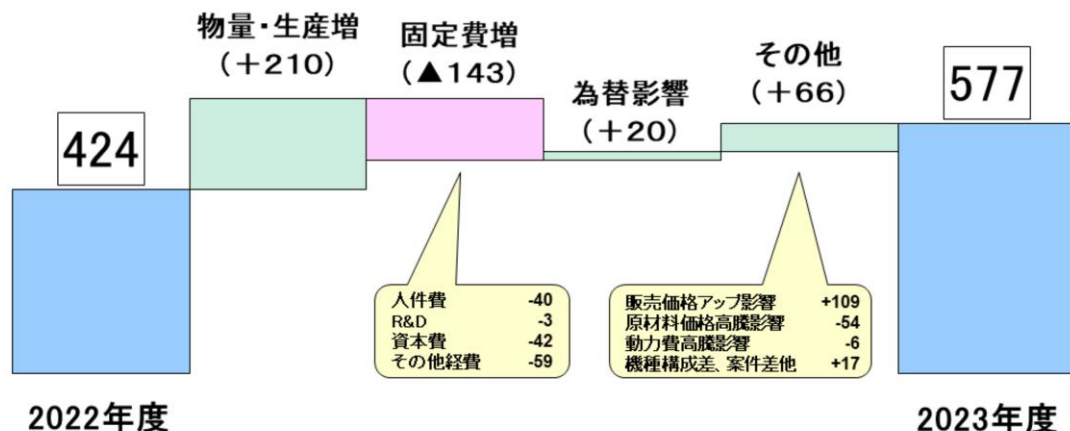 物量・生産増
（＋210）
固定費増
（▲143）
為替影響
（＋20）
その他
（＋66）
424
577
人件費 -40
R&D -3
資本費 -42
その他経費 -59
販売価格アップ影響 +109
原材料価格高騰影響 -54
動力費高騰影響 -6
機種構成差、案件差他 +17
2022年度
2023年度